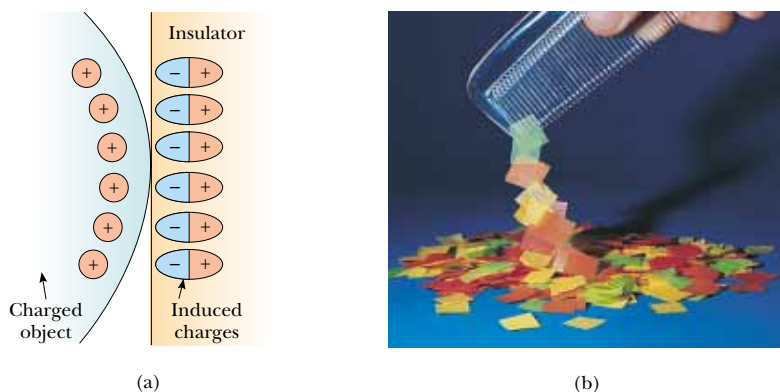 Insulator
+ − +
+ − +
+ − +
+ − +
+ − +
+ − +
Charged
object
Induced
charges
(a)
(b)